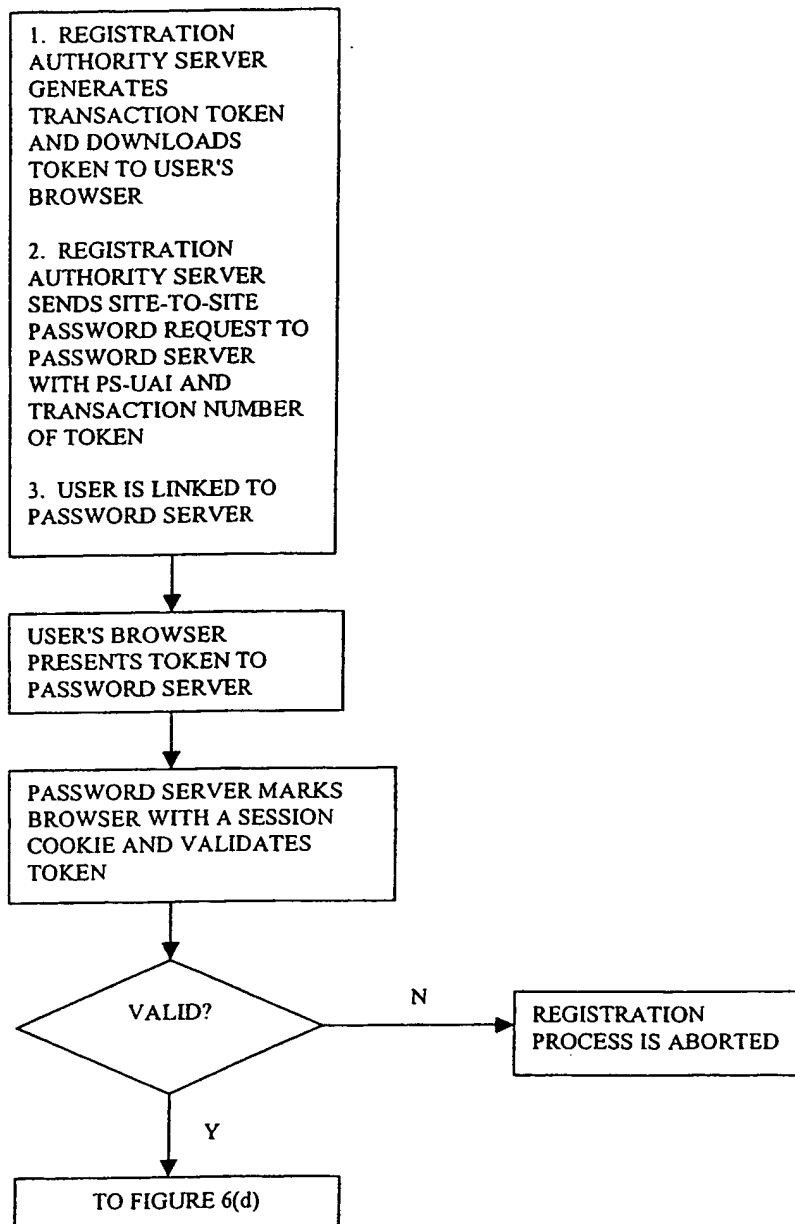 1. REGISTRATION
AUTHORITY SERVER
GENERATES
TRANSACTION TOKEN
AND DOWNLOADS
TOKEN TO USER'S
BROWSER
2. REGISTRATION
AUTHORITY SERVER
SENDS SITE-TO-SITE
PASSWORD REQUEST TO
PASSWORD SERVER
WITH PS-UAI AND
TRANSACTION NUMBER
OF TOKEN
3. USER IS LINKED TO
PASSWORD SERVER
USER'S BROWSER
PRESENTS TOKEN TO
PASSWORD SERVER
PASSWORD SERVER MARKS
BROWSER WITH A SESSION
COOKIE AND VALIDATES
TOKEN
VALID?
N
REGISTRATION
PROCESS IS ABORTED
Y
TO FIGURE 6(d)